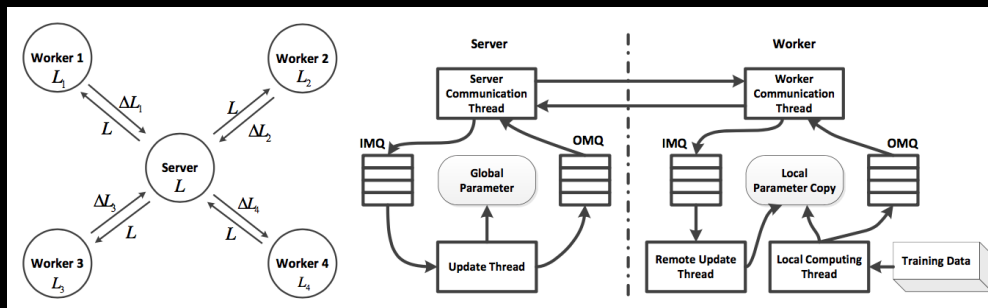 Worker 1
L₁
Worker 2
L₂
ΔL₁
L
L
ΔL₂
Server
L
ΔL₃
L
ΔL₄
L
Worker 3
L₃
Worker 4
L₄
Server
Server
Communication
Thread
IMQ
OMQ
Global
Parameter
Update Thread
Worker
Worker
Communication
Thread
IMQ
OMQ
Local
Parameter Copy
Remote Update
Thread
Local Computing
Thread
Training Data